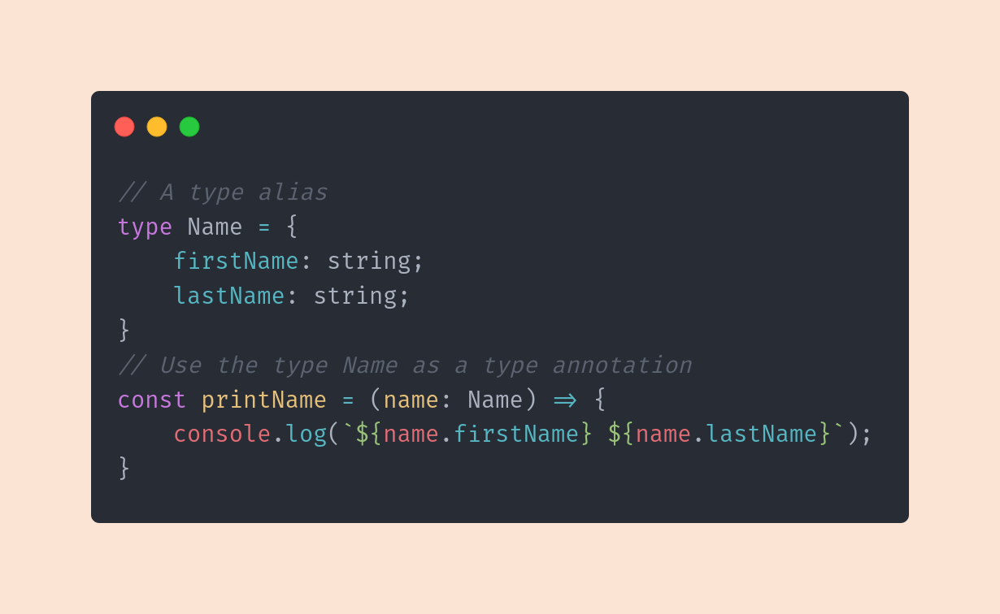 // A type alias
type Name = {
    firstName: string;
    lastName: string;
}
// Use the type Name as a type annotation
const printName = (name: Name) => {
    console.log(`${name.firstName} ${name.lastName}`);
}